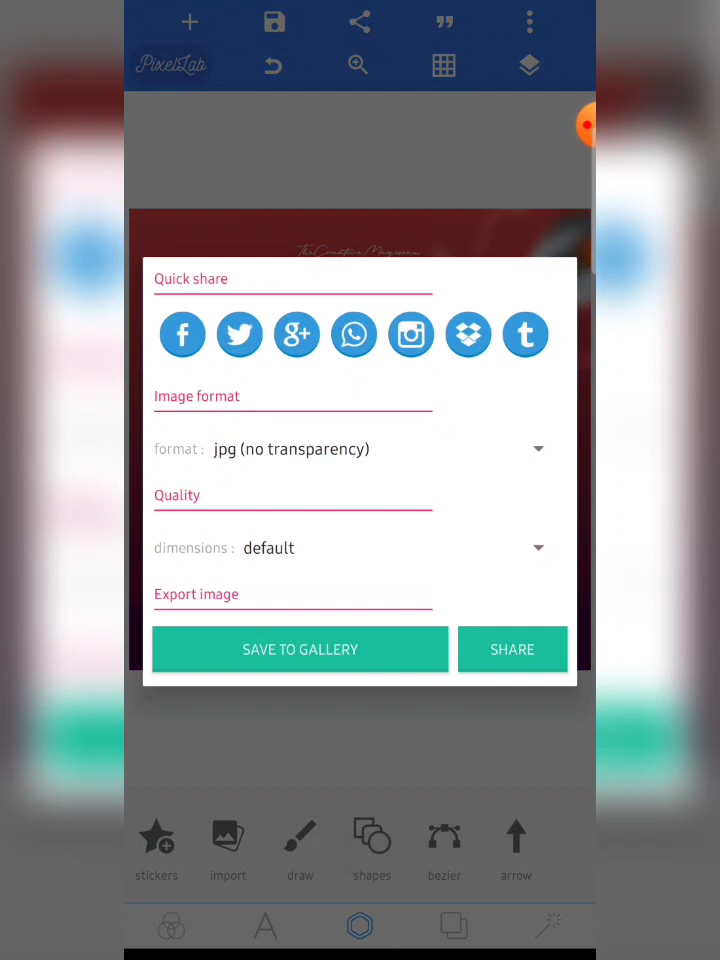 PixelLab
TheCreativeMagician
Quick share
Image format
format : jpg (no transparency)
Quality
dimensions : default
Export image
SAVE TO GALLERY
SHARE
stickers
import
draw
shapes
bezier
arrow